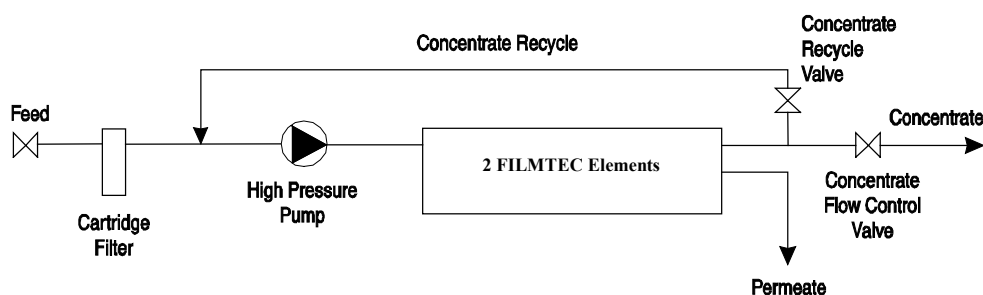 Concentrate Recycle
Concentrate
Recycle
Valve
Feed
Concentrate
2 FILMTEC Elements
High Pressure
Pump
Cartridge
Filter
Concentrate
Flow Control
Valve
Permeate